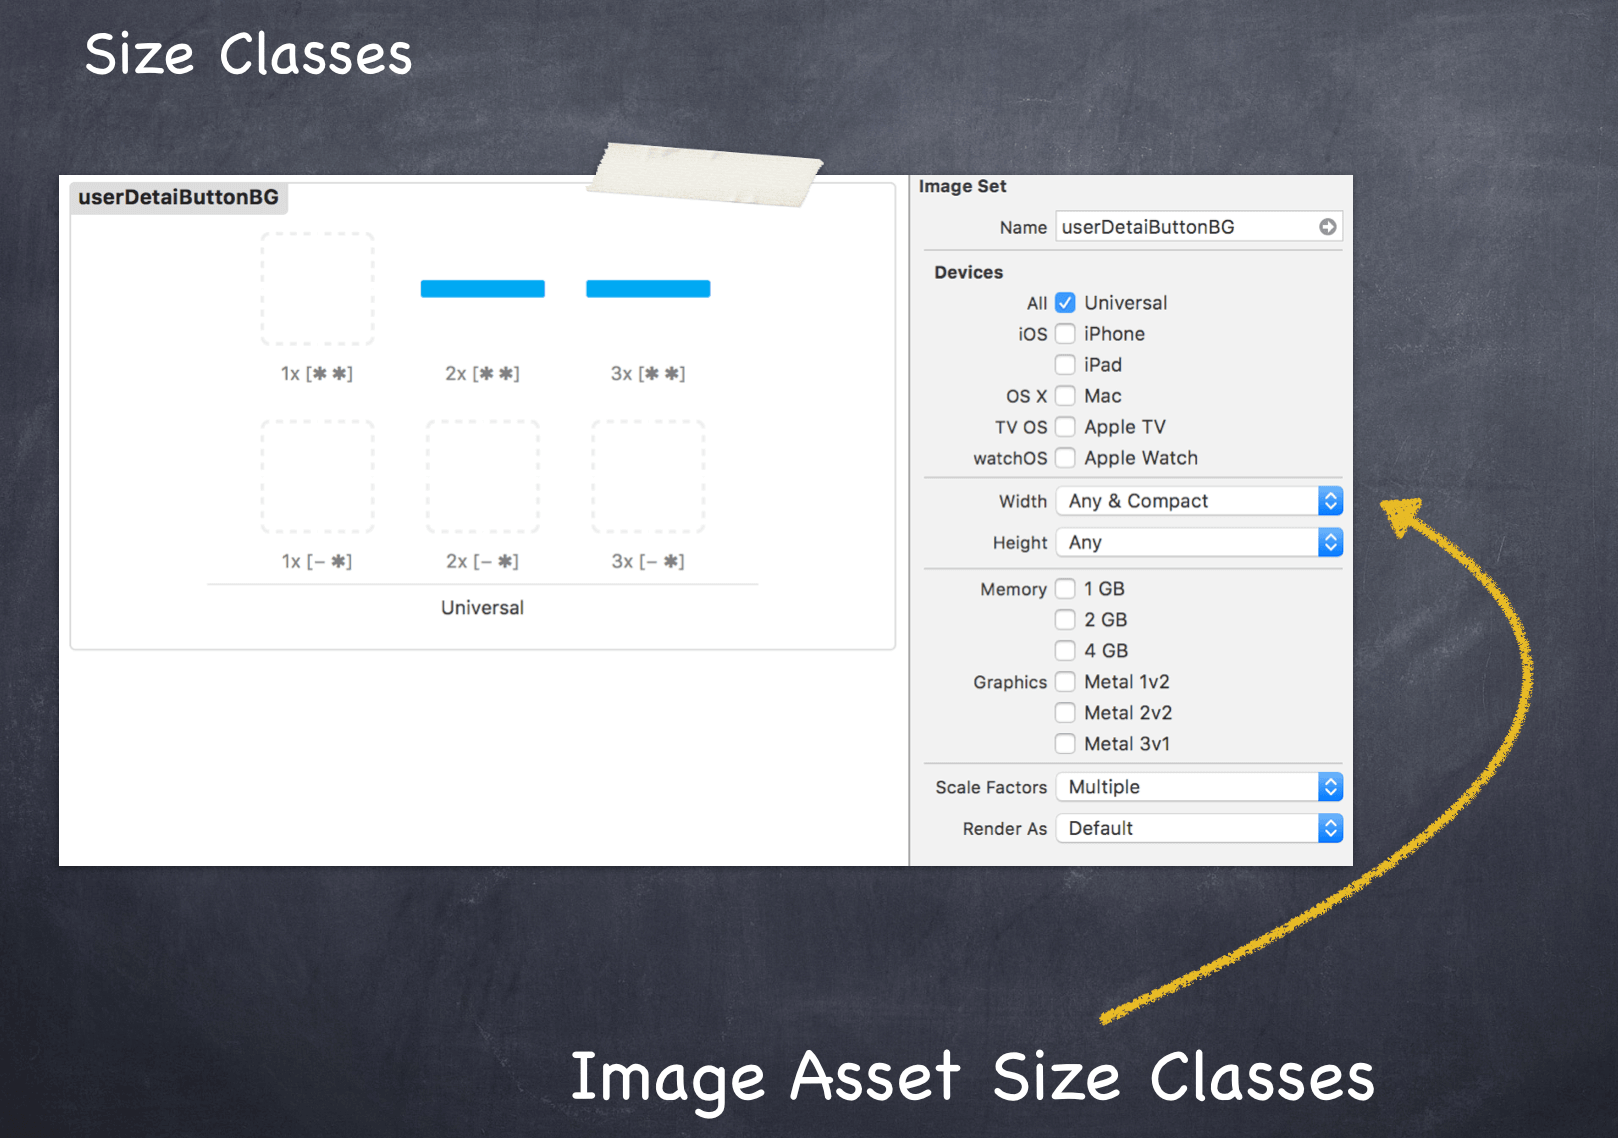 Size Classes
userDetaiButtonBG
1x [✱ ✱] 2x [✱ ✱] 3x [✱ ✱]
1x [– ✱] 2x [– ✱] 3x [– ✱]
Universal
Image Set
Name userDetaiButtonBG
Devices
All Universal
iOS iPhone
iPad
OS X Mac
TV OS Apple TV
watchOS Apple Watch
Width Any & Compact
Height Any
Memory 1 GB
2 GB
4 GB
Graphics Metal 1v2
Metal 2v2
Metal 3v1
Scale Factors Multiple
Render As Default
Image Asset Size Classes